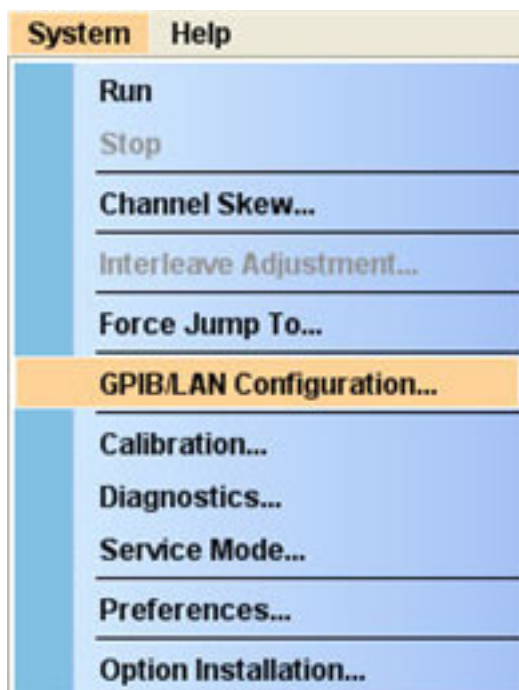 System Help
Run
Stop
Channel Skew...
Interleave Adjustment...
Force Jump To...
GPIB/LAN Configuration...
Calibration...
Diagnostics...
Service Mode...
Preferences...
Option Installation...